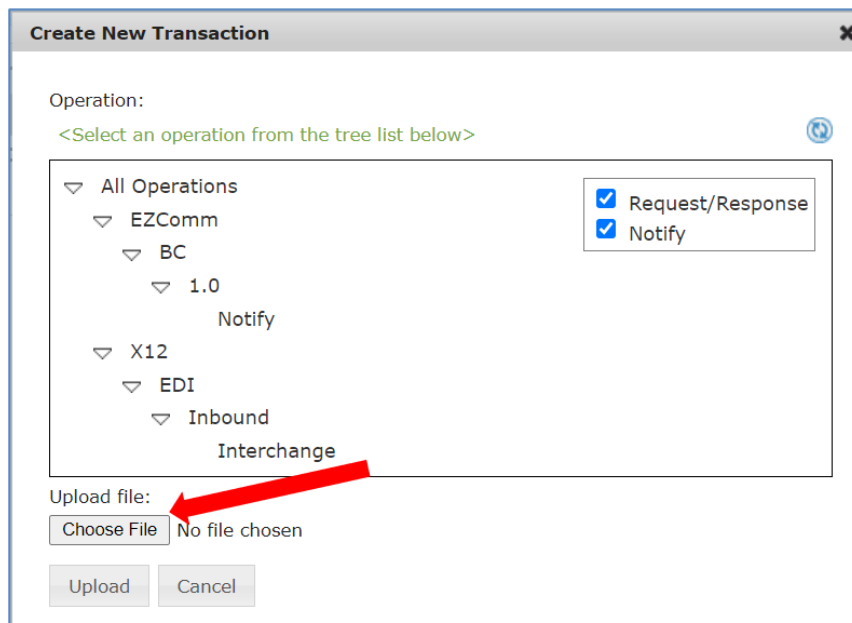 Create New Transaction
Operation:
<Select an operation from the tree list below>
All Operations
Request/Response
EZComm
Notify
BC
1.0
Notify
X12
EDI
Inbound
Interchange
Upload file:
Choose File No file chosen
Upload Cancel